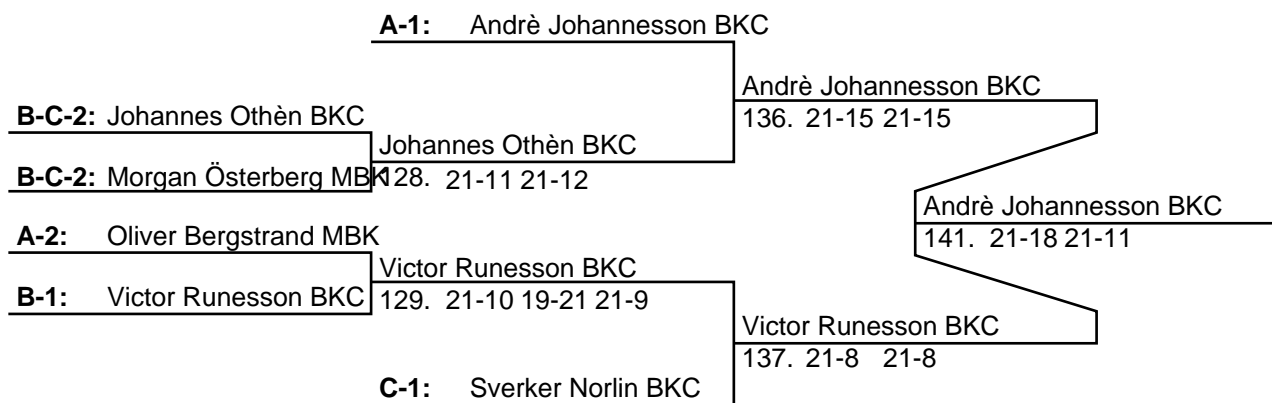 A-1: Andrè Johannesson BKC
Andrè Johannesson BKC
B-C-2: Johannes Othèn BKC
136. 21-15 21-15
Johannes Othèn BKC
B-C-2: Morgan Österberg MBK
128. 21-11 21-12
Andrè Johannesson BKC
A-2: Oliver Bergstrand MBK
141. 21-18 21-11
Victor Runesson BKC
B-1: Victor Runesson BKC
129. 21-10 19-21 21-9
Victor Runesson BKC
137. 21-8 21-8
C-1: Sverker Norlin BKC